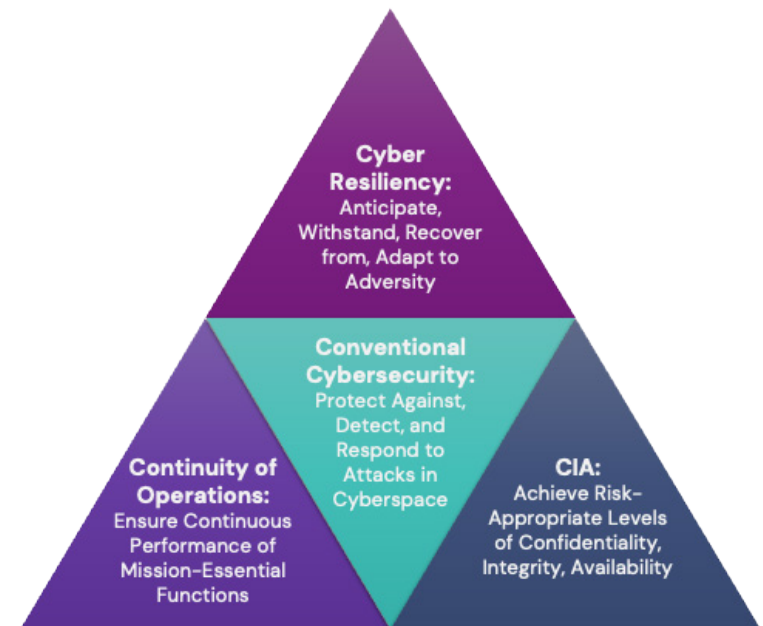 Cyber
Resiliency:
Anticipate,
Withstand, Recover
from, Adapt to
Adversity
Conventional
Cybersecurity:
Protect Against,
Detect, and
Respond to
Attacks in
Cyberspace
Continuity of
Operations:
Ensure Continuous
Performance of
Mission-Essential
Functions
CIA:
Achieve Risk-
Appropriate Levels
of Confidentiality,
Integrity, Availability